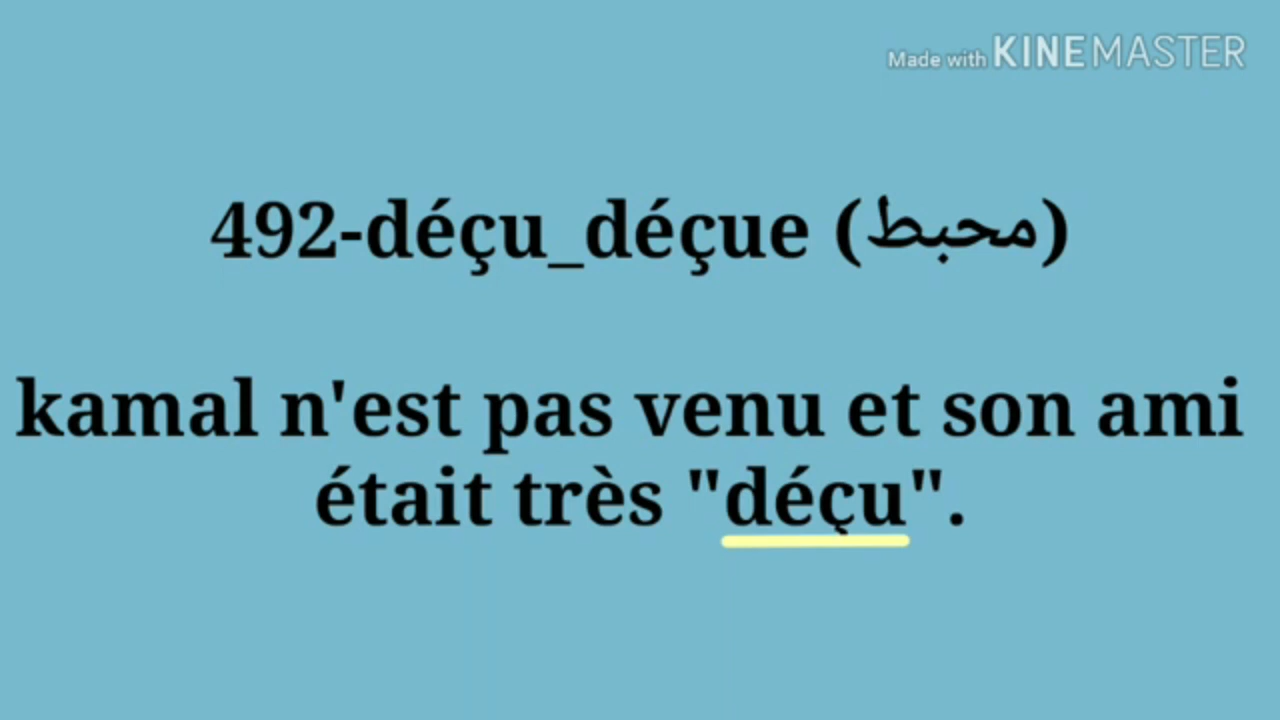 Made with KINEMASTER
492-déçu_déçue (محبط)
kamal n'est pas venu et son ami
était très "déçu".